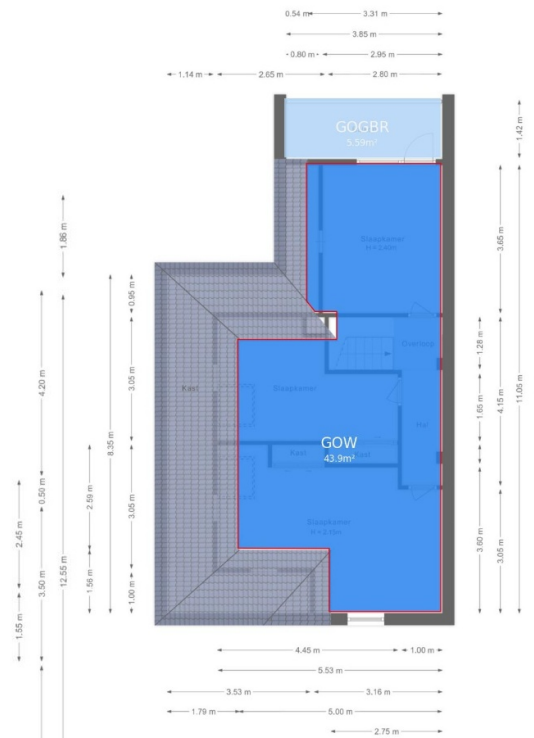 0.54 m 3.31 m
3.85 m
0.80 m 2.95 m
1.14 m 2.65 m 2.80 m
GOGBR
5.59m²
1.42 m
Slaapkamer
1.86 m
3.65 m
0.95 m
Overloop
1.28 m
3.05 m
4.20 m
Kast
Slaapkamer
1.65 m
4.15 m
11.05 m
Hal
8.35 m
GOW
43.9m²
Kast
Kast
0.50 m
2.59 m
3.05 m
2.45 m
Slaapkamer
3.60 m
3.05 m
12.55 m
3.50 m
1.56 m
1.00 m
1.55 m
4.45 m 1.00 m
5.53 m
3.53 m 3.16 m
1.79 m 5.00 m
2.75 m